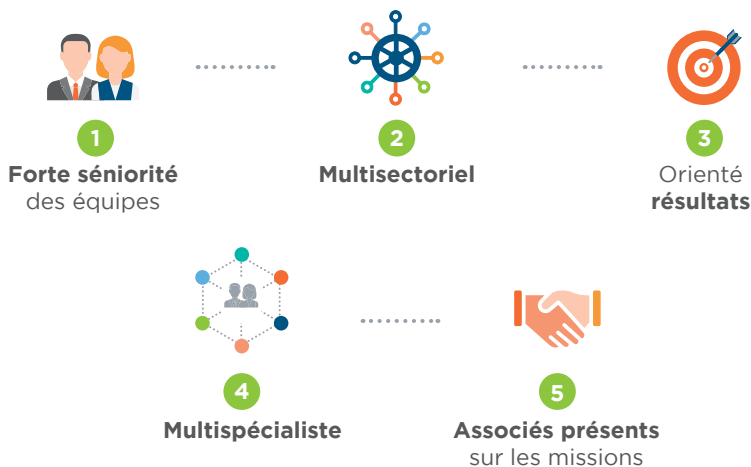 1
Forte séniorité
des équipes
2
Multisectoriel
3
Orienté
résultats
4
Multispécialiste
5
Associés présents
sur les missions